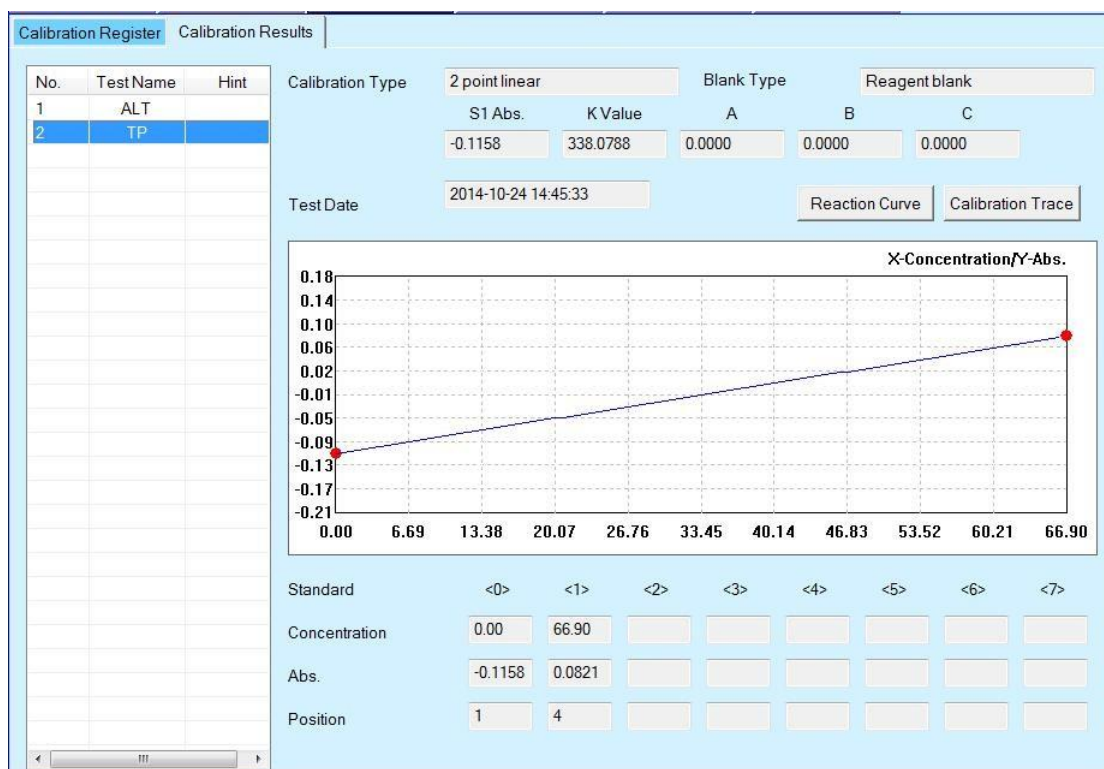 Calibration Register Calibration Results
No. Test Name Hint
1 ALT
2 TP
Calibration Type 2 point linear Blank Type Reagent blank
S1 Abs. K Value A B C
-0.1158 338.0788 0.0000 0.0000 0.0000
Test Date 2014-10-24 14:45:33 Reaction Curve Calibration Trace
X-Concentration/Y-Abs.
0.18
0.14
0.10
0.06
0.02
-0.01
-0.05
-0.09
-0.13
-0.17
-0.21
0.00 6.69 13.38 20.07 26.76 33.45 40.14 46.83 53.52 60.21 66.90
Standard <0> <1> <2> <3> <4> <5> <6> <7>
Concentration 0.00 66.90
Abs. -0.1158 0.0821
Position 1 4